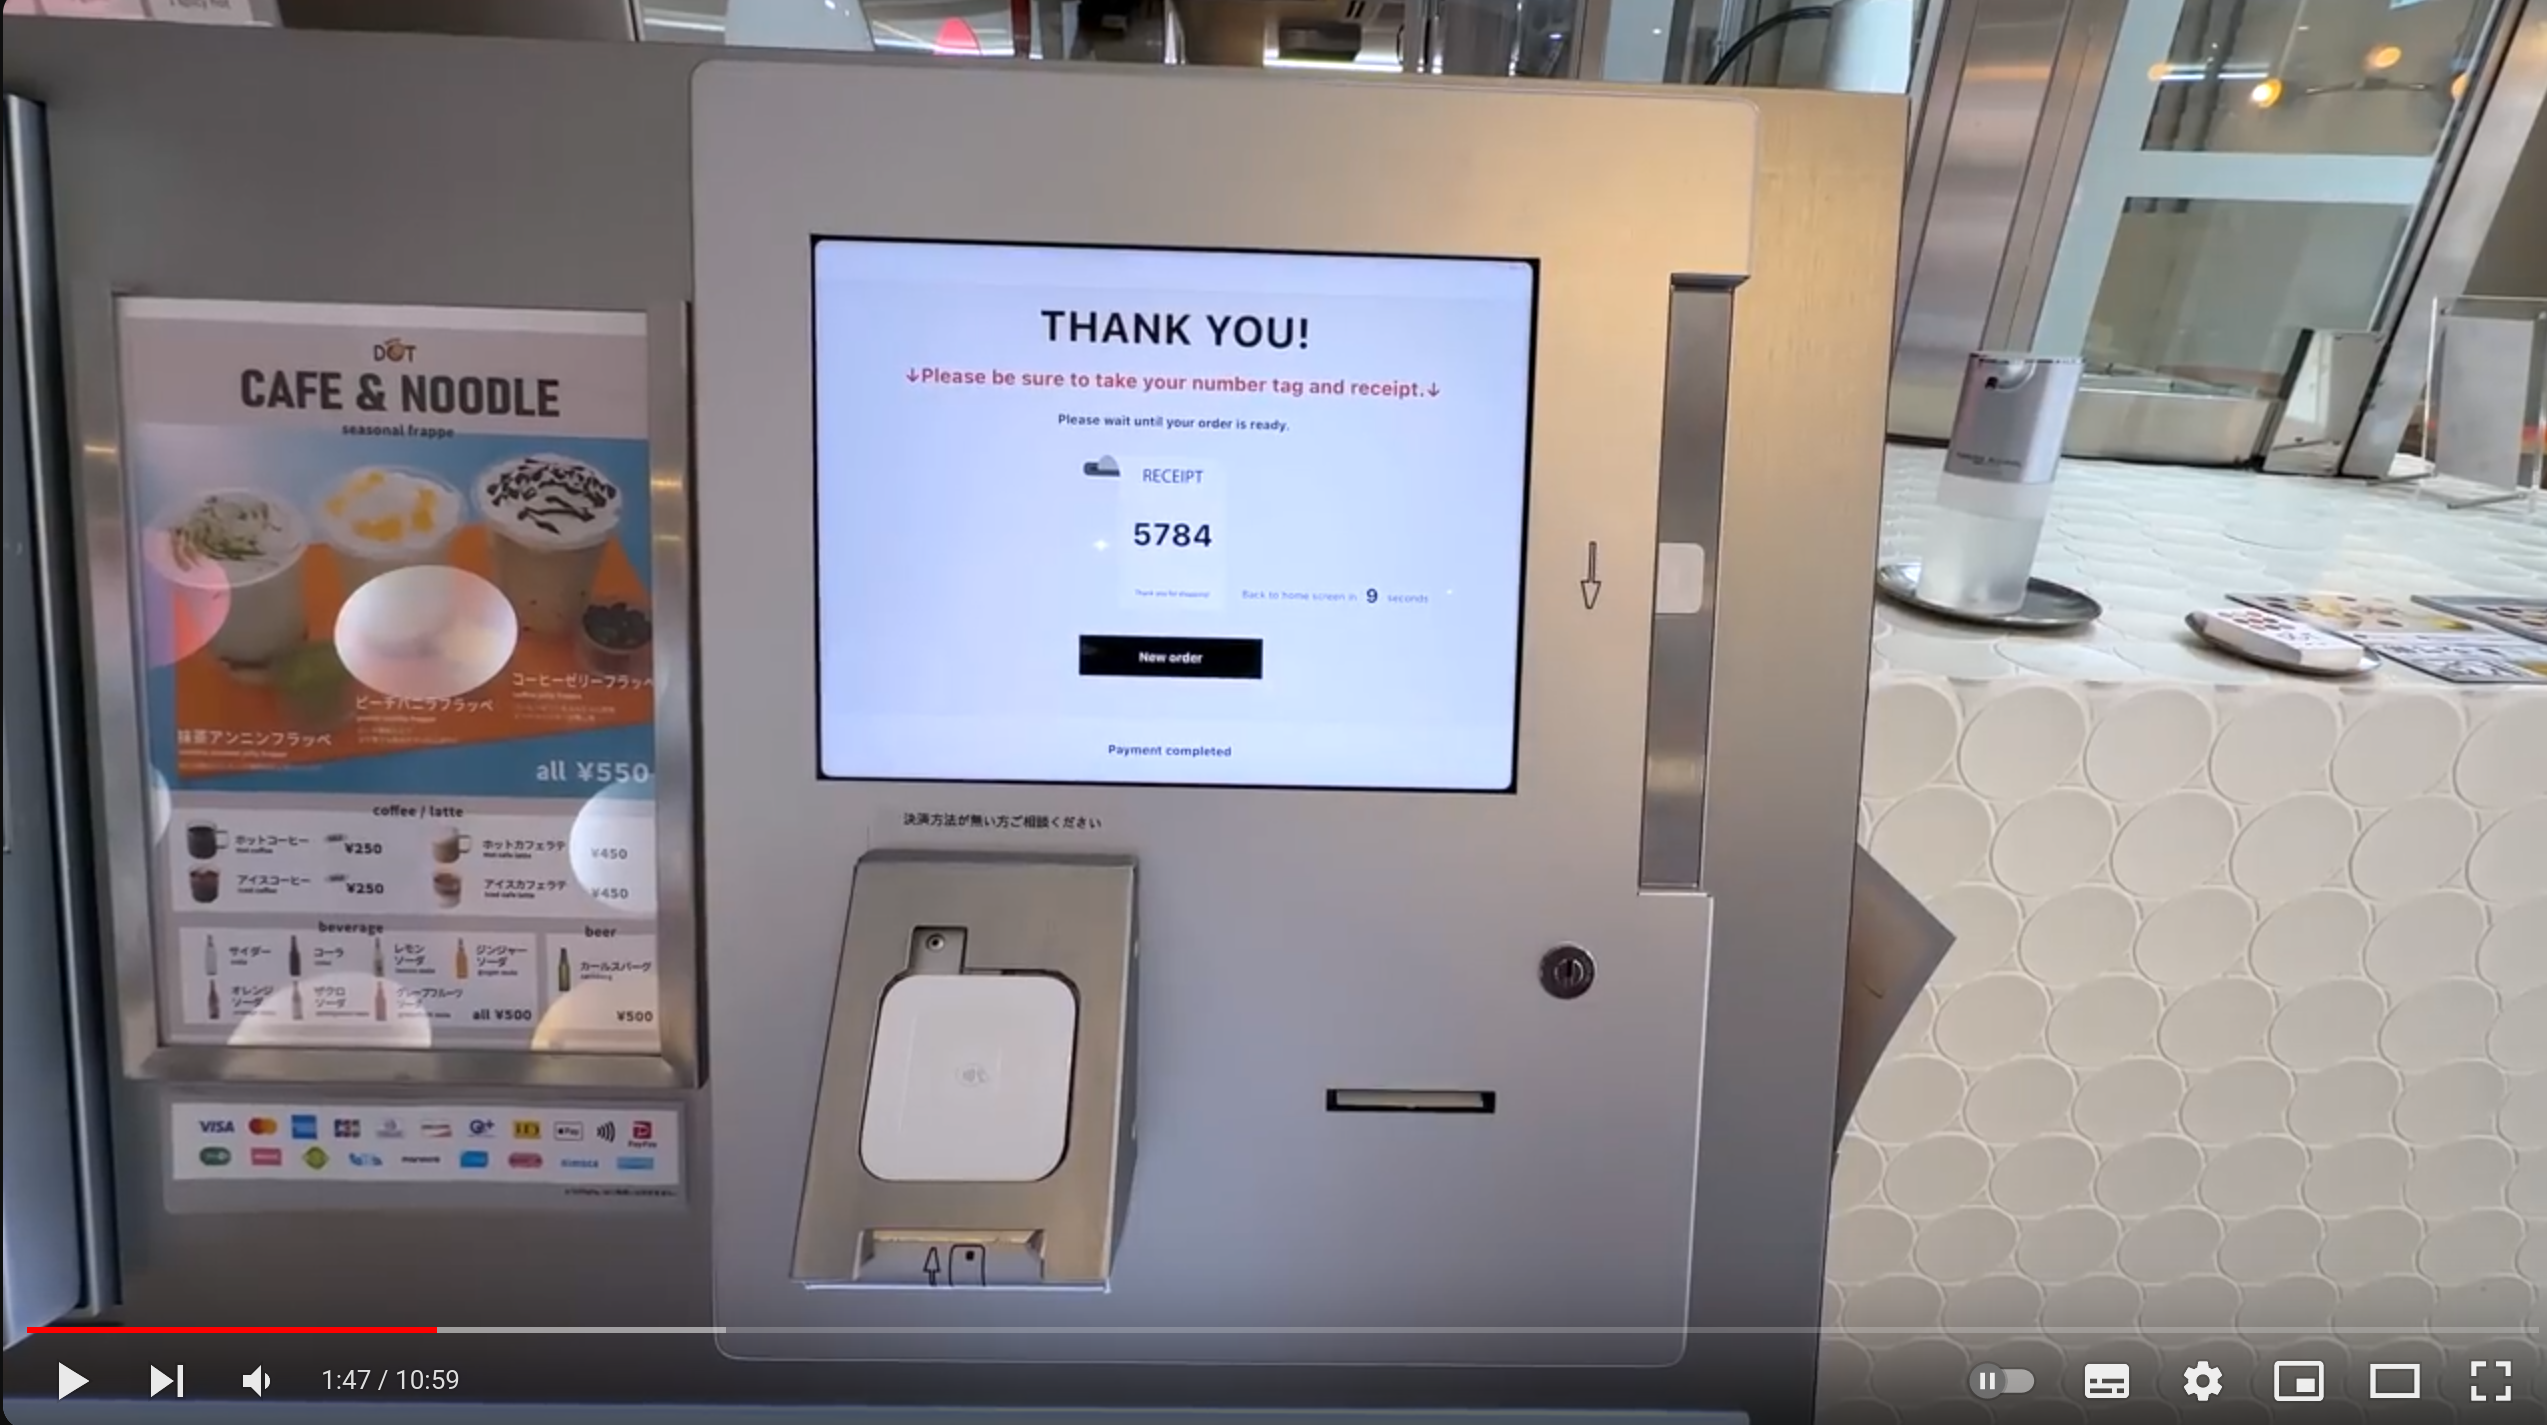 DOT
CAFE & NOODLE
seasonal frappe
抹茶アンニンフラッペ
ピーチバニラフラッペ
コーヒーゼリーフラッペ
coffee jelly frappe
all ¥550
coffee / latte
ホットコーヒー
Hot coffee
¥250
ホットカフェラテ
Hot cafe latte
¥450
アイスコーヒー
Iced coffee
¥250
アイスカフェラテ
Iced cafe latte
¥450
beverage
サイダー
コーラ
レモン
ソーダ
ジンジャー
ソーダ
オレンジ
ソーダ
ザクロ
ソーダ
グレープフルーツ
ソーダ
all ¥500
beer
カールスバーグ
¥500
VISA
Pay
PayPay
nimoca
THANK YOU!
↓Please be sure to take your number tag and receipt.↓
Please wait until your order is ready.
RECEIPT
5784
Thank you for shopping!
Back to home screen in 9 seconds
New order
Payment completed
決済方法が無い方ご相談ください
1:47 / 10:59